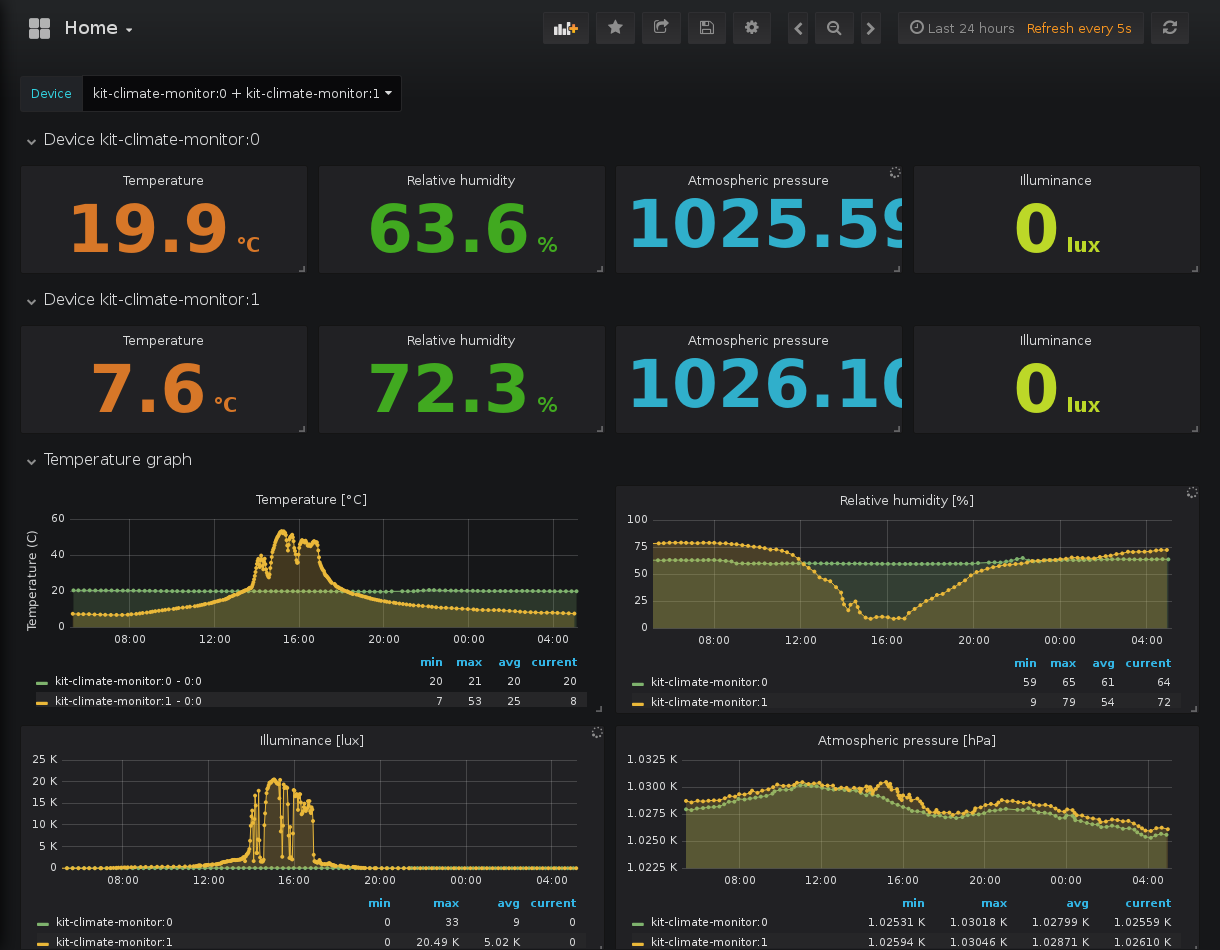 Home
Last 24 hours Refresh every 5s
Device kit-climate-monitor:0 + kit-climate-monitor:1
Device kit-climate-monitor:0
Temperature Relative humidity Atmospheric pressure Illuminance
19.9 °C 63.6 % 1025.59 0 lux
Device kit-climate-monitor:1
Temperature Relative humidity Atmospheric pressure Illuminance
7.6 °C 72.3 % 1026.10 0 lux
Temperature graph
Temperature [°C]
Temperature (C)
60
40
20
0
08:00 12:00 16:00 20:00 00:00 04:00
min max avg current
kit-climate-monitor:0 - 0:0 20 21 20 20
kit-climate-monitor:1 - 0:0 7 53 25 8
Relative humidity [%]
100
75
50
25
0
08:00 12:00 16:00 20:00 00:00 04:00
min max avg current
kit-climate-monitor:0 59 65 61 64
kit-climate-monitor:1 9 79 54 72
Illuminance [lux]
25 K
20 K
15 K
10 K
5 K
0
08:00 12:00 16:00 20:00 00:00 04:00
min max avg current
kit-climate-monitor:0 0 33 9 0
kit-climate-monitor:1 0 20.49 K 5.02 K 0
Atmospheric pressure [hPa]
1.0325 K
1.0300 K
1.0275 K
1.0250 K
1.0225 K
08:00 12:00 16:00 20:00 00:00 04:00
min max avg current
kit-climate-monitor:0 1.02531 K 1.03018 K 1.02799 K 1.02559 K
kit-climate-monitor:1 1.02594 K 1.03046 K 1.02871 K 1.02610 K